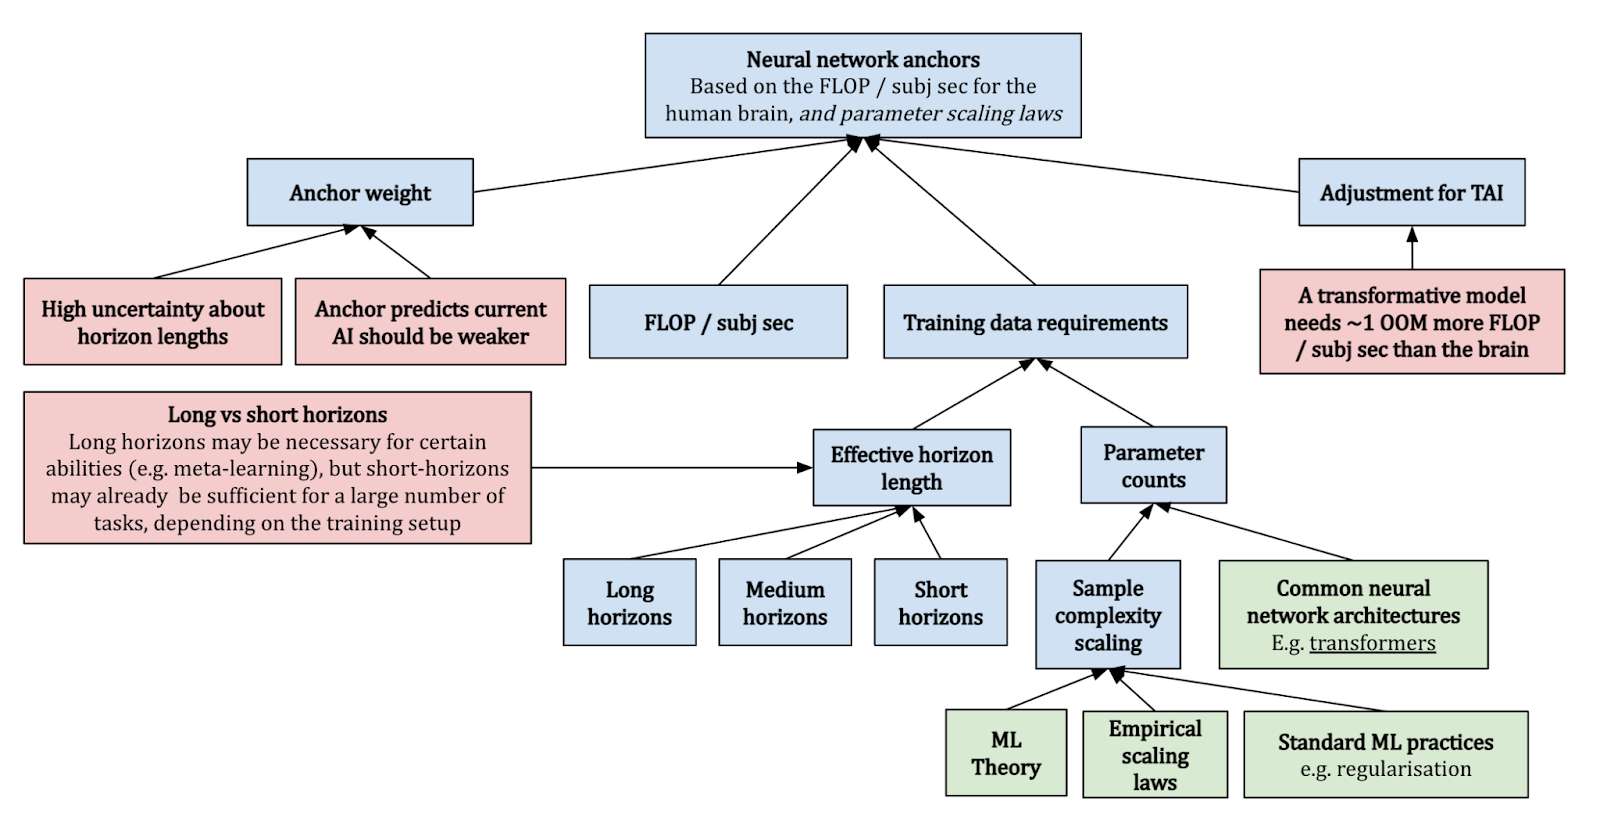 Neural network anchors
Based on the FLOP / subj sec for the
human brain, and parameter scaling laws
Anchor weight
Adjustment for TAI
High uncertainty about
horizon lengths
Anchor predicts current
AI should be weaker
FLOP / subj sec
Training data requirements
A transformative model
needs ~1 OOM more FLOP
/ subj sec than the brain
Long vs short horizons
Long horizons may be necessary for certain
abilities (e.g. meta-learning), but short-horizons
may already be sufficient for a large number of
tasks, depending on the training setup
Effective horizon
length
Parameter
counts
Long
horizons
Medium
horizons
Short
horizons
Sample
complexity
scaling
Common neural
network architectures
E.g. transformers
ML
Theory
Empirical
scaling
laws
Standard ML practices
e.g. regularisation